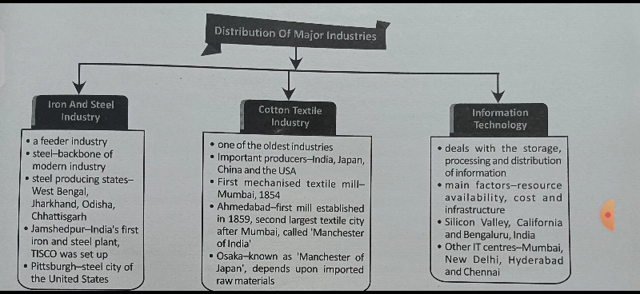 Distribution Of Major Industries
Iron And Steel
Industry
• a feeder industry
• steel–backbone of
modern industry
• steel producing states–
West Bengal,
Jharkhand, Odisha,
Chhattisgarh
• Jamshedpur–India's first
iron and steel plant,
TISCO was set up
• Pittsburgh–steel city of
the United States
Cotton Textile
Industry
• one of the oldest industries
• Important producers–India, Japan,
China and the USA
• First mechanised textile mill–
Mumbai, 1854
• Ahmedabad–first mill established
in 1859, second largest textile city
after Mumbai, called 'Manchester
of India'
• Osaka–known as 'Manchester of
Japan', depends upon imported
raw materials
Information
Technology
• deals with the storage,
processing and distribution
of information
• main factors–resource
availability, cost and
infrastructure
• Silicon Valley, California
and Bengaluru, India
• Other IT centres–Mumbai,
New Delhi, Hyderabad
and Chennai